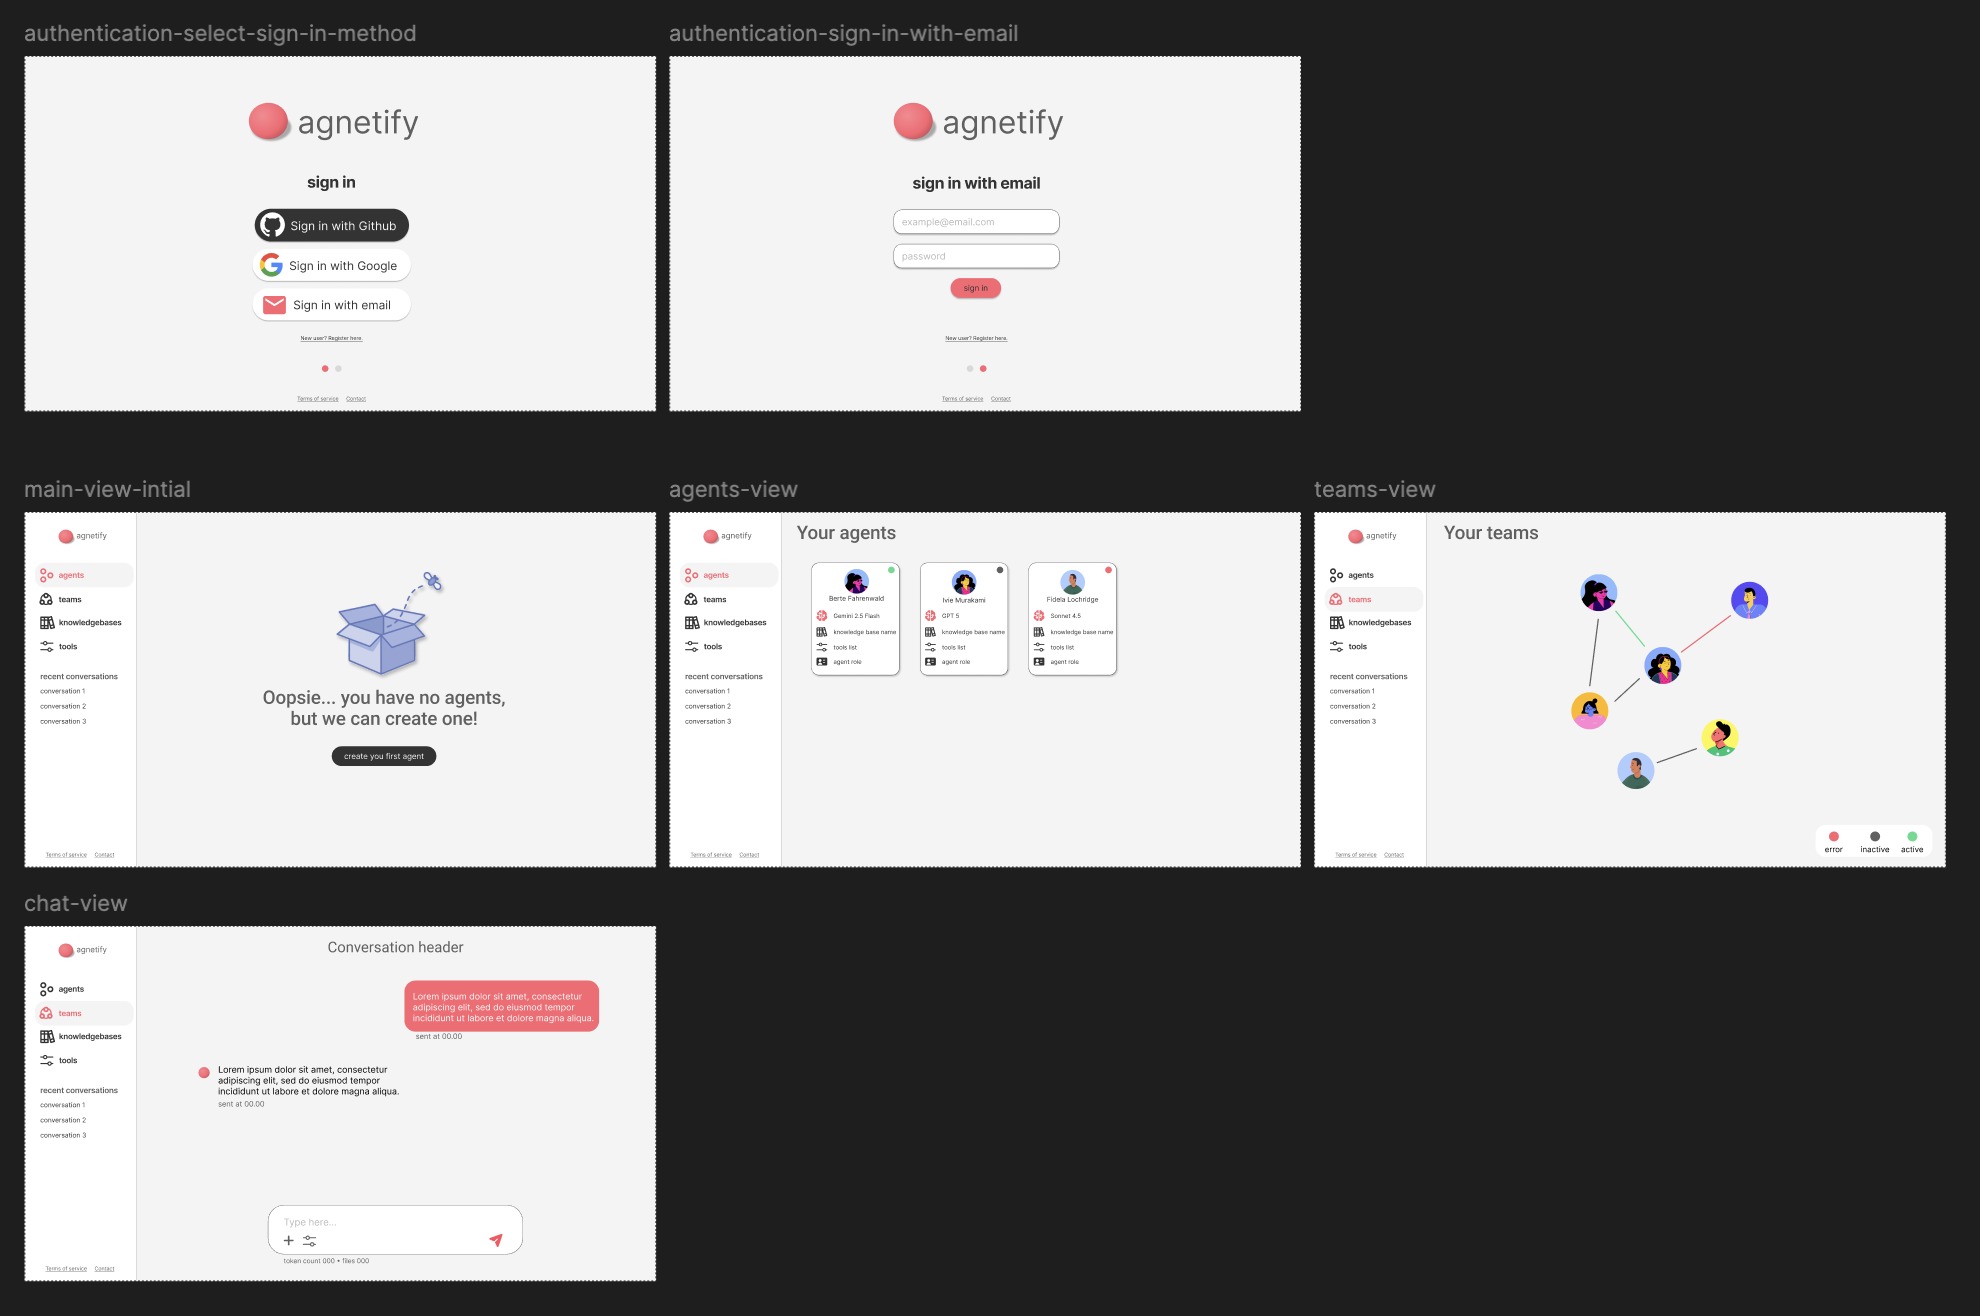 authentication-select-sign-in-method
agnetify
sign in
Sign in with Github
Sign in with Google
Sign in with email
New user? Register here.
Terms of service
Contact
authentication-sign-in-with-email
agnetify
sign in with email
example@email.com
password
sign in
New user? Register here.
Terms of service
Contact
main-view-intial
agnetify
agents
teams
knowledgebases
tools
recent conversations
conversation 1
conversation 2
conversation 3
Terms of service
Contact
Oopsie... you have no agents,
but we can create one!
create you first agent
agents-view
agnetify
agents
teams
knowledgebases
tools
recent conversations
conversation 1
conversation 2
conversation 3
Terms of service
Contact
Your agents
Berte Fahrenwald
Gemini 2.5 Flash
knowledge base name
tools list
agent role
Ivie Murakami
GPT 5
knowledge base name
tools list
agent role
Fidela Lochridge
Sonnet 4.5
knowledge base name
tools list
agent role
teams-view
agnetify
agents
teams
knowledgebases
tools
recent conversations
conversation 1
conversation 2
conversation 3
Terms of service
Contact
Your teams
error
inactive
active
chat-view
agnetify
agents
teams
knowledgebases
tools
recent conversations
conversation 1
conversation 2
conversation 3
Terms of service
Contact
Conversation header
Lorem ipsum dolor sit amet, consectetur
adipiscing elit, sed do eiusmod tempor
incididunt ut labore et dolore magna aliqua.
sent at 00.00
Lorem ipsum dolor sit amet, consectetur
adipiscing elit, sed do eiusmod tempor
incididunt ut labore et dolore magna aliqua.
sent at 00.00
Type here...
token count 000 • files 000